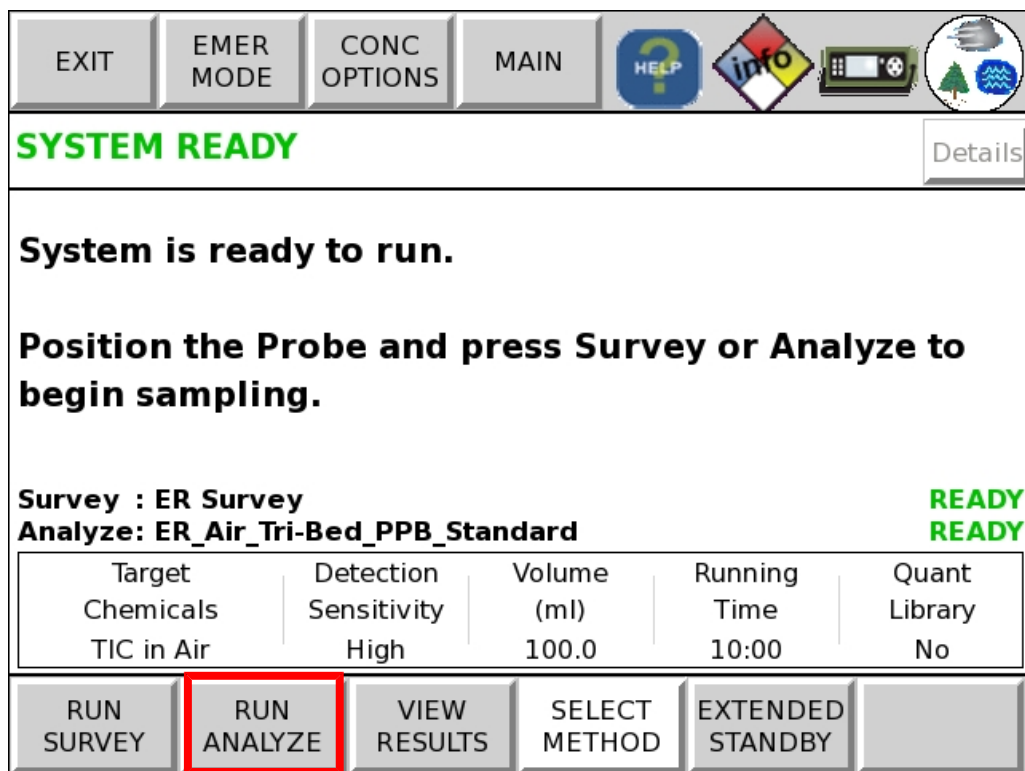 EXIT
EMER
MODE
CONC
OPTIONS
MAIN
HELP
info
SYSTEM READY
Details
System is ready to run.
Position the Probe and press Survey or Analyze to
begin sampling.
Survey : ER Survey READY
Analyze: ER_Air_Tri-Bed_PPB_Standard READY
Target Detection Volume Running Quant
Chemicals Sensitivity (ml) Time Library
TIC in Air High 100.0 10:00 No
RUN
SURVEY
RUN
ANALYZE
VIEW
RESULTS
SELECT
METHOD
EXTENDED
STANDBY